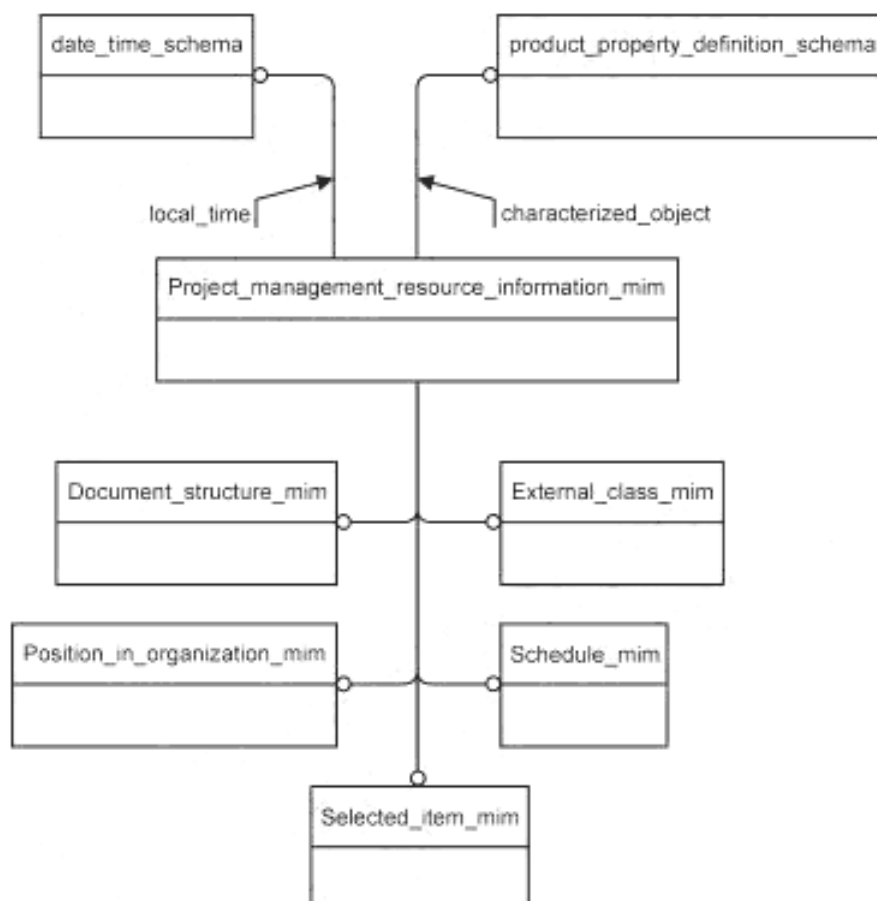 date_time_schema
product_property_definition_schema
local_time
characterized_object
Project_management_resource_information_mim
Document_structure_mim
External_class_mim
Position_in_organization_mim
Schedule_mim
Selected_item_mim